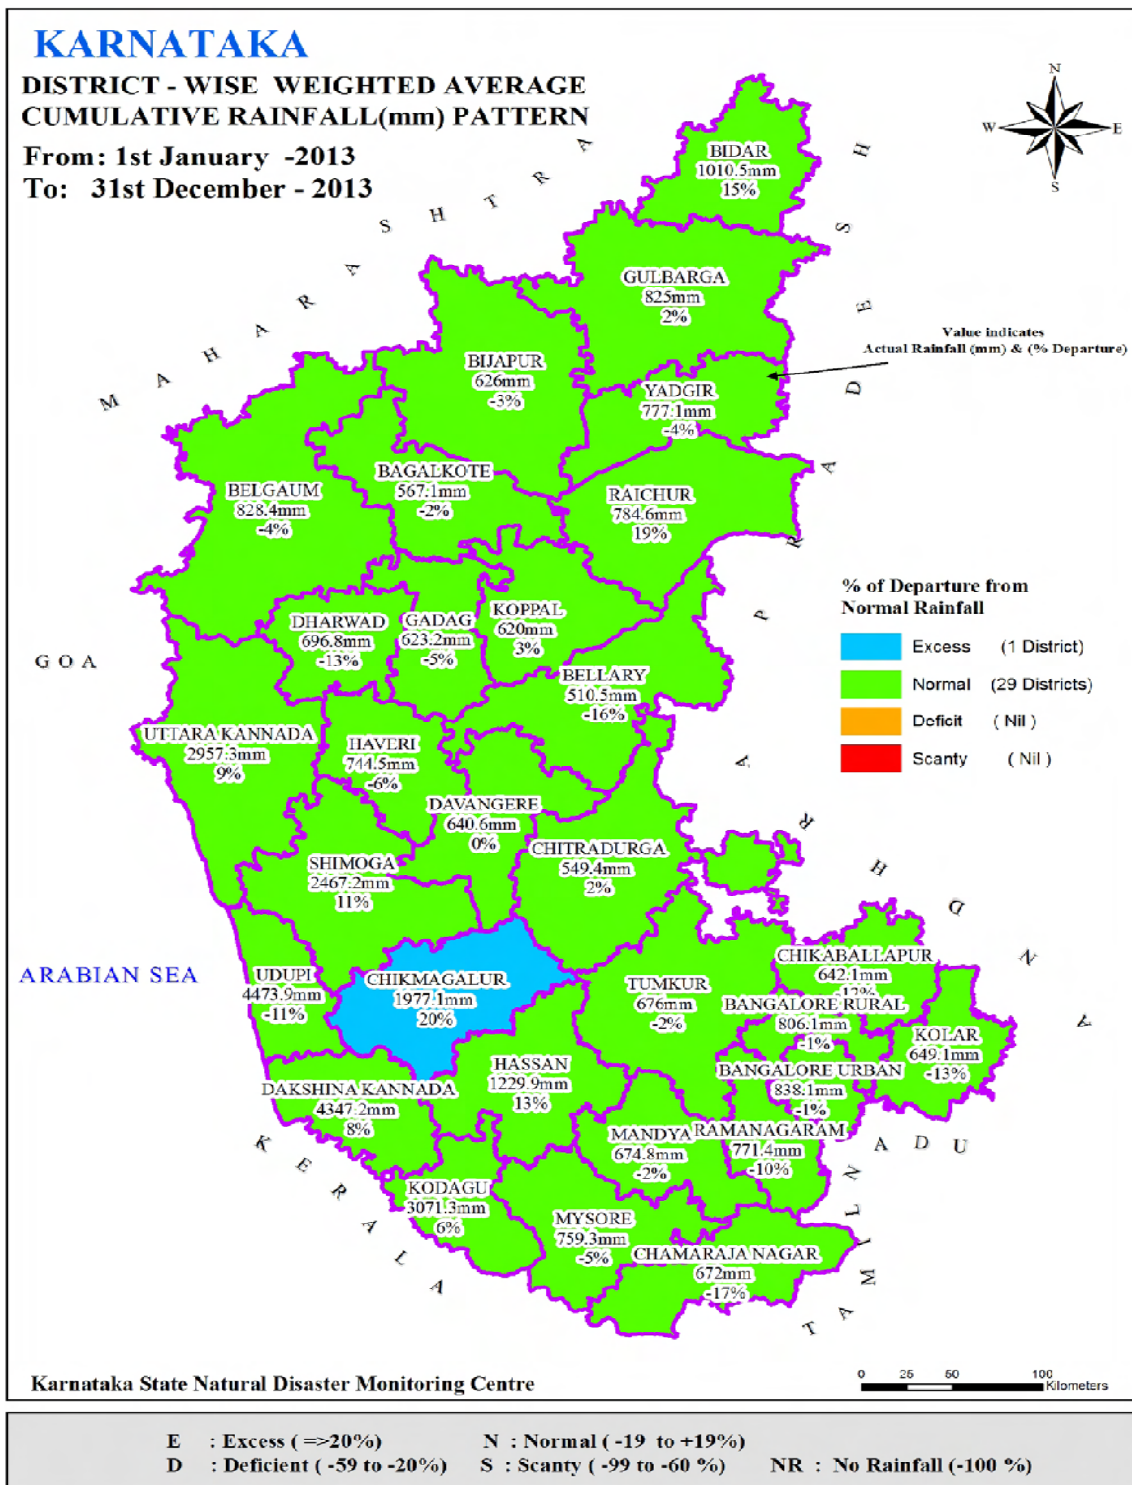 KARNATAKA
DISTRICT - WISE WEIGHTED AVERAGE
CUMULATIVE RAINFALL(mm) PATTERN
From: 1st January -2013
To: 31st December - 2013
N
W E
S
MAHARASHTRA
GOA
ARABIAN SEA
KERALA
TAMILNADU
ANDHRA PRADESH
BIDAR
1010.5mm
15%
GULBARGA
825mm
2%
Value indicates
Actual Rainfall (mm) & (% Departure)
BIJAPUR
626mm
-3%
YADGIR
777.1mm
-4%
BAGALKOTE
567.1mm
-2%
BELGAUM
828.4mm
-4%
RAICHUR
784.6mm
19%
DHARWAD
696.8mm
-13%
GADAG
623.2mm
-5%
KOPPAL
620mm
3%
BELLARY
510.5mm
-16%
UTTARA KANNADA
2957.3mm
9%
HAVERI
744.5mm
-6%
DAVANGERE
640.6mm
0%
CHITRADURGA
549.4mm
2%
SHIMOGA
2467.2mm
11%
UDUPI
4473.9mm
-11%
CHIKMAGALUR
1977.1mm
20%
TUMKUR
676mm
-2%
CHIKABALLAPUR
642.1mm
-12%
BANGALORE RURAL
806.1mm
-1%
KOLAR
649.1mm
-13%
BANGALORE URBAN
838.1mm
-1%
HASSAN
1229.9mm
13%
DAKSHINA KANNADA
4347.2mm
8%
MANDYA
674.8mm
-2%
RAMANAGARAM
771.4mm
-10%
KODAGU
3071.3mm
6%
MYSORE
759.3mm
-5%
CHAMARAJA NAGAR
672mm
-17%
% of Departure from
Normal Rainfall
Excess (1 District)
Normal (29 Districts)
Deficit ( Nil )
Scanty ( Nil )
Karnataka State Natural Disaster Monitoring Centre
0 25 50 100
Kilometers
E : Excess ( =>20%) N : Normal ( -19 to +19%)
D : Deficient ( -59 to -20%) S : Scanty ( -99 to -60 %) NR : No Rainfall (-100 %)